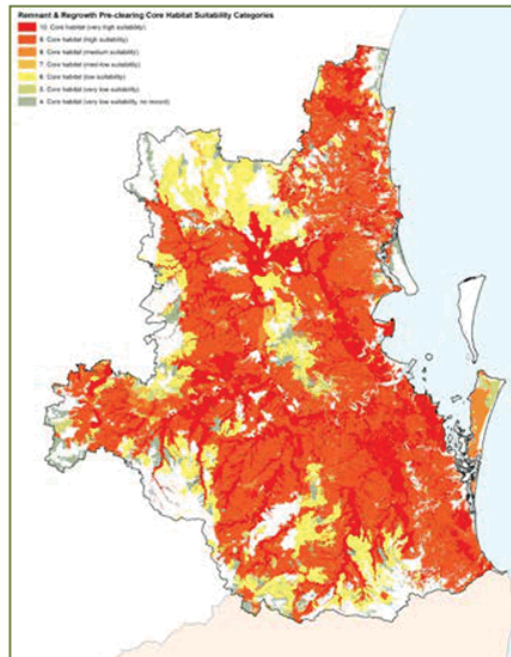 Remnant & Regrowth Pre-clearing Core Habitat Suitability Categories
10. Core habitat (very high suitability)
9. Core habitat (high suitability)
8. Core habitat (medium suitability)
7. Core habitat (med-low suitability)
6. Core habitat (low suitability)
5. Core habitat (very low suitability)
4. Core habitat (very low suitability, no record)